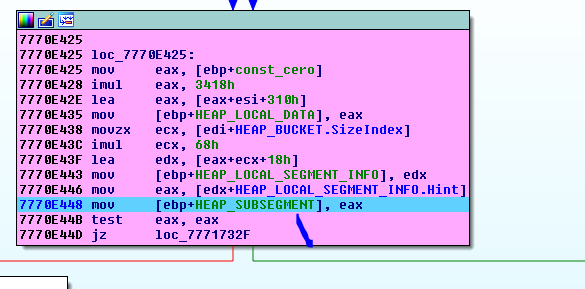 7770E425
7770E425 loc_7770E425:
7770E425 mov     eax, [ebp+const_cero]
7770E428 imul    eax, 3418h
7770E42E lea     eax, [eax+esi+310h]
7770E435 mov     [ebp+HEAP_LOCAL_DATA], eax
7770E438 movzx   ecx, [edi+HEAP_BUCKET.SizeIndex]
7770E43C imul    ecx, 68h
7770E43F lea     edx, [eax+ecx+18h]
7770E443 mov     [ebp+HEAP_LOCAL_SEGMENT_INFO], edx
7770E446 mov     eax, [edx+HEAP_LOCAL_SEGMENT_INFO.Hint]
7770E448 mov     [ebp+HEAP_SUBSEGMENT], eax
7770E44B test    eax, eax
7770E44D jz      loc_7771732F